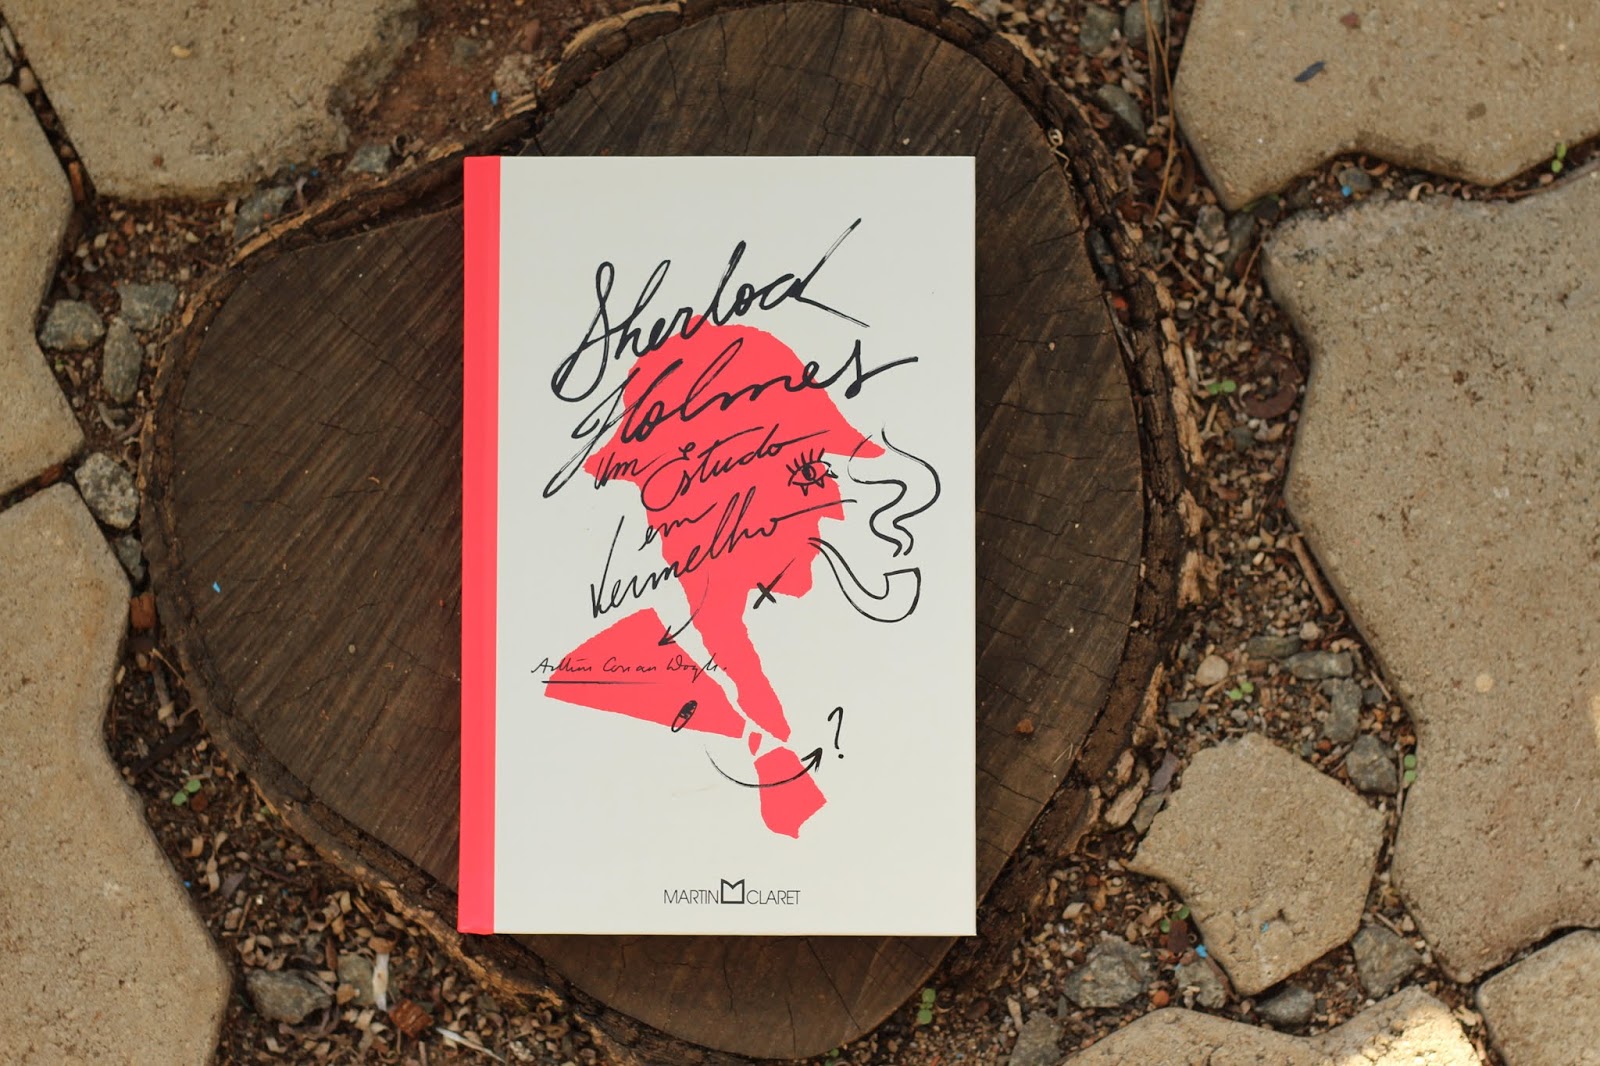 Sherlock
Holmes
Um Estudo
em
Vermelho
Arthur Conan Doyle.
?
MARTIN CLARET